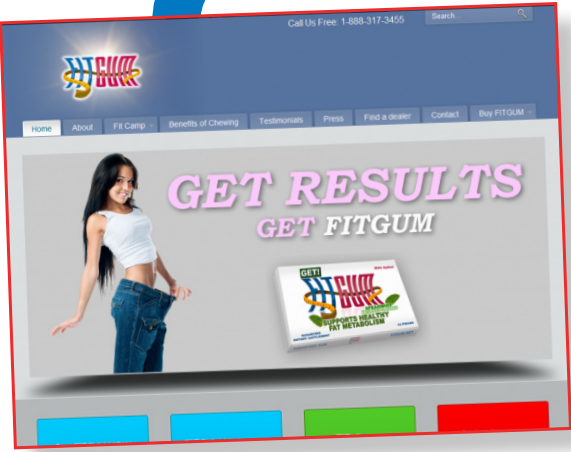 Call Us Free: 1-888-317-3455
Search...
FITGUM
Home About Fit Camp Benefits of Chewing Testimonials Press Find a dealer Contact Buy FITGUM
GET RESULTS
GET FITGUM
GET!
FITGUM
SUPPORTS HEALTHY
FAT METABOLISM